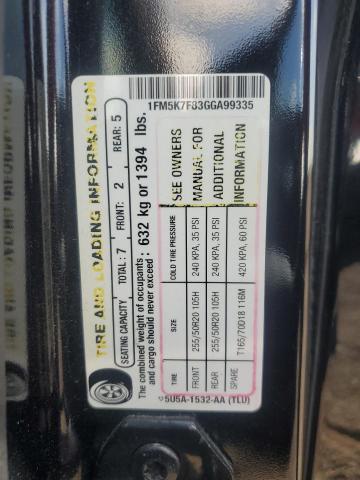 TIRE AND LOADING INFORMATION
SEATING CAPACITY TOTAL: 7 FRONT: 2 REAR: 5
The combined weight of occupants
and cargo should never exceed : 632 kg or 1394 lbs.
1FM5K7F83GGA99335
TIRE SIZE COLD TIRE PRESSURE
FRONT 255/50R20 105H 240 KPA, 35 PSI
REAR 255/50R20 105H 240 KPA, 35 PSI
SPARE T165/70D18 116M 420 KPA, 60 PSI
SEE OWNERS
MANUAL FOR
ADDITIONAL
INFORMATION
5U5A-1532-AA (TLU)